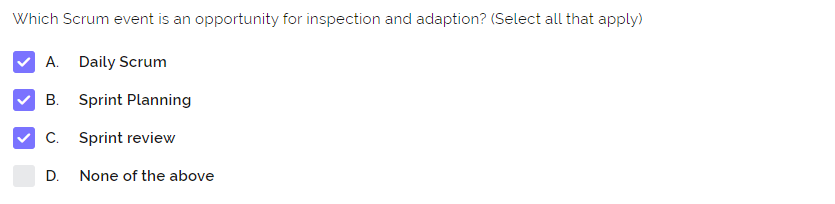 Which Scrum event is an opportunity for inspection and adaption? (Select all that apply)
A. Daily Scrum
B. Sprint Planning
C. Sprint review
D. None of the above